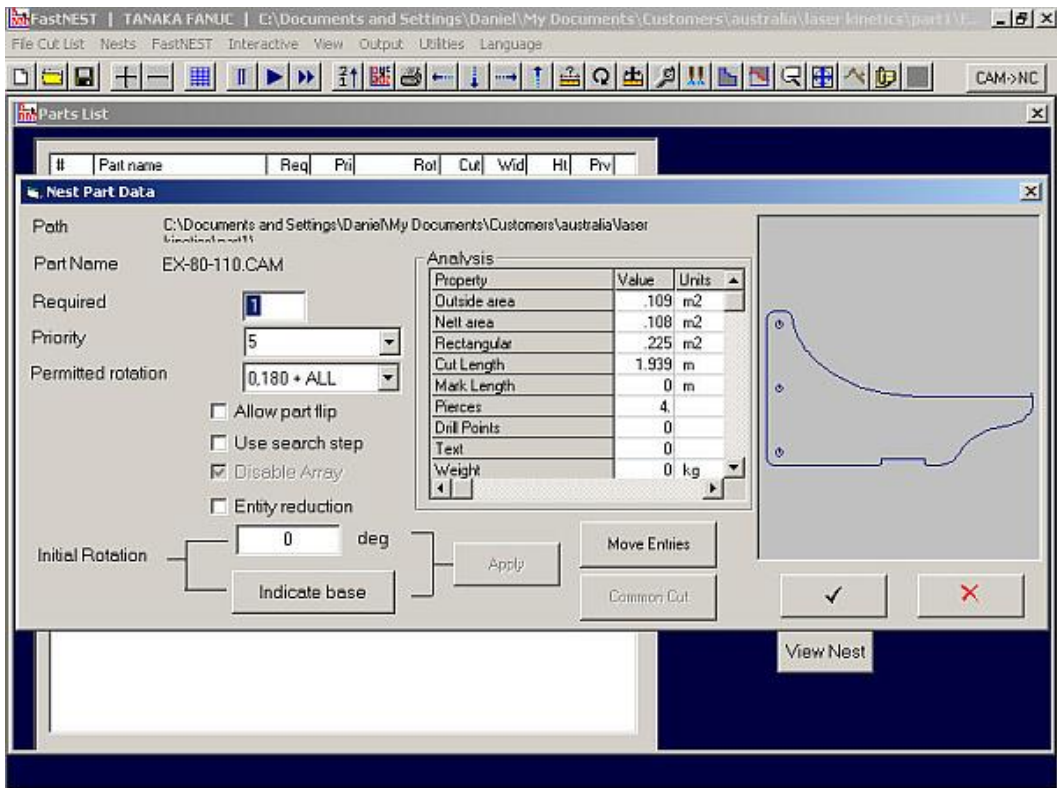 FastNEST | TANAKA FANUC | C:\Documents and Settings\Daniel\My Documents\Customers\australia\laser kinetics\part1\
File Cut List Nests FastNEST Interactive View Output Utilities Language
CAM->NC
Parts List
# Part name Req Pri Rot Cut Wid Ht Prv
Nest Part Data
Path C:\Documents and Settings\Daniel\My Documents\Customers\australia\laser
kinetics\part1\
Part Name EX-80-110.CAM
Analysis
Property Value Units
Outside area .109 m2
Nett area .108 m2
Rectangular .225 m2
Cut Length 1.939 m
Mark Length 0 m
Pierces 4.
Drill Points 0
Text 0
Weight 0 kg
Required 1
Priority 5
Permitted rotation 0,180 + ALL
Allow part flip
Use search step
Disable Array
Entity reduction
Initial Rotation 0 deg
Indicate base
Apply
Move Entries
Common Cut
View Nest